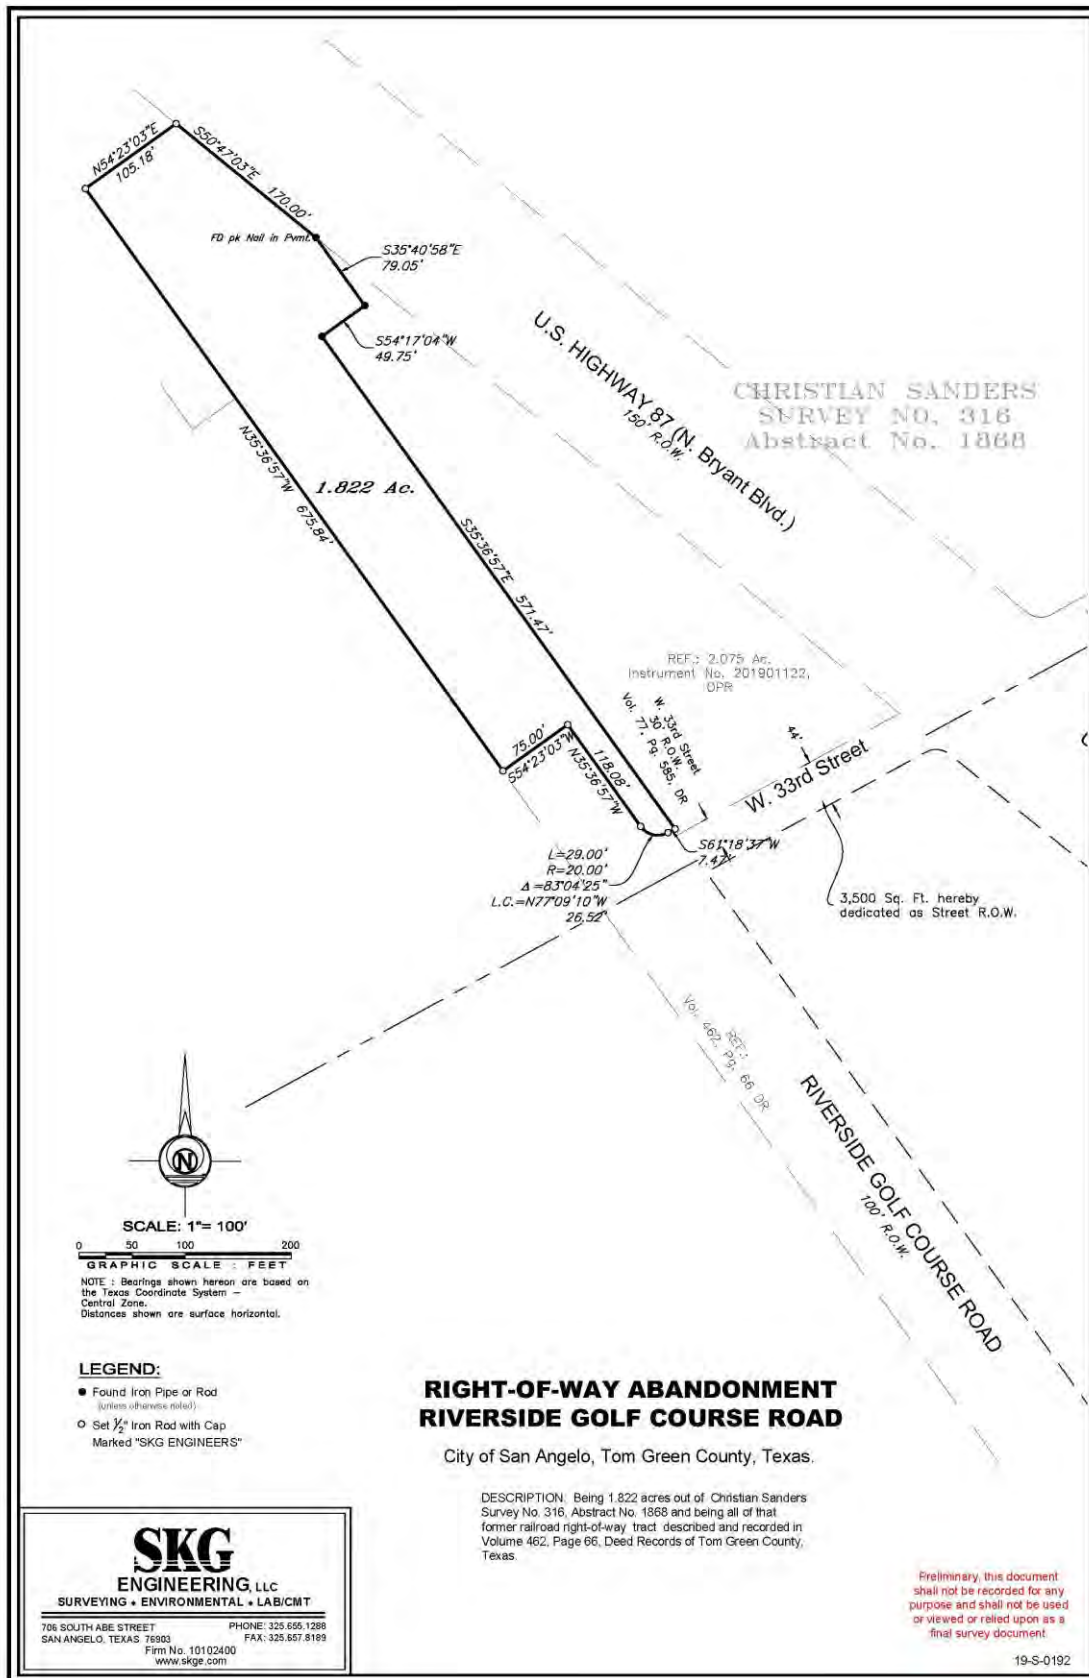 N54°23'03"E
105.18'
S50°47'03"E 170.00'
FD pk Nail in Pvmt.
S35°40'58"E
79.05'
S54°17'04"W
49.75'
U.S. HIGHWAY 87 (N. Bryant Blvd.)
150' R.O.W.
CHRISTIAN SANDERS
SURVEY NO. 316
Abstract No. 1868
N35°36'57"W 675.84'
1.822 Ac.
S35°36'57"E 571.47'
REF.: 2.075 Ac.
Instrument No. 201901122,
OPR
W. 33rd Street
30' R.O.W.
Vol. 77, Pg. 585, DR
75.00'
S54°23'03"W
118.08'
N35°36'57"W
44'
W. 33rd Street
S61°18'37"W
7.47'
L=29.00'
R=20.00'
Δ=83°04'25"
L.C.=N77°09'10"W
26.52'
3,500 Sq. Ft. hereby
dedicated as Street R.O.W.
REF.:
Vol. 462, Pg. 66 DR
RIVERSIDE GOLF COURSE ROAD
100' R.O.W.
N
SCALE: 1"= 100'
0 50 100 200
GRAPHIC SCALE : FEET
NOTE : Bearings shown hereon are based on
the Texas Coordinate System –
Central Zone.
Distances shown are surface horizontal.
LEGEND:
Found Iron Pipe or Rod
(unless otherwise noted)
Set 1/2" Iron Rod with Cap
Marked "SKG ENGINEERS"
RIGHT-OF-WAY ABANDONMENT
RIVERSIDE GOLF COURSE ROAD
City of San Angelo, Tom Green County, Texas.
DESCRIPTION: Being 1.822 acres out of Christian Sanders
Survey No. 316, Abstract No. 1868 and being all of that
former railroad right-of-way tract described and recorded in
Volume 462, Page 66, Deed Records of Tom Green County,
Texas.
SKG
ENGINEERING, LLC
SURVEYING • ENVIRONMENTAL • LAB/CMT
706 SOUTH ABE STREET PHONE: 325.655.1288
SAN ANGELO, TEXAS 76903 FAX: 325.657.8189
Firm No. 10102400
www.skge.com
Preliminary, this document
shall not be recorded for any
purpose and shall not be used
or viewed or relied upon as a
final survey document
19-S-0192